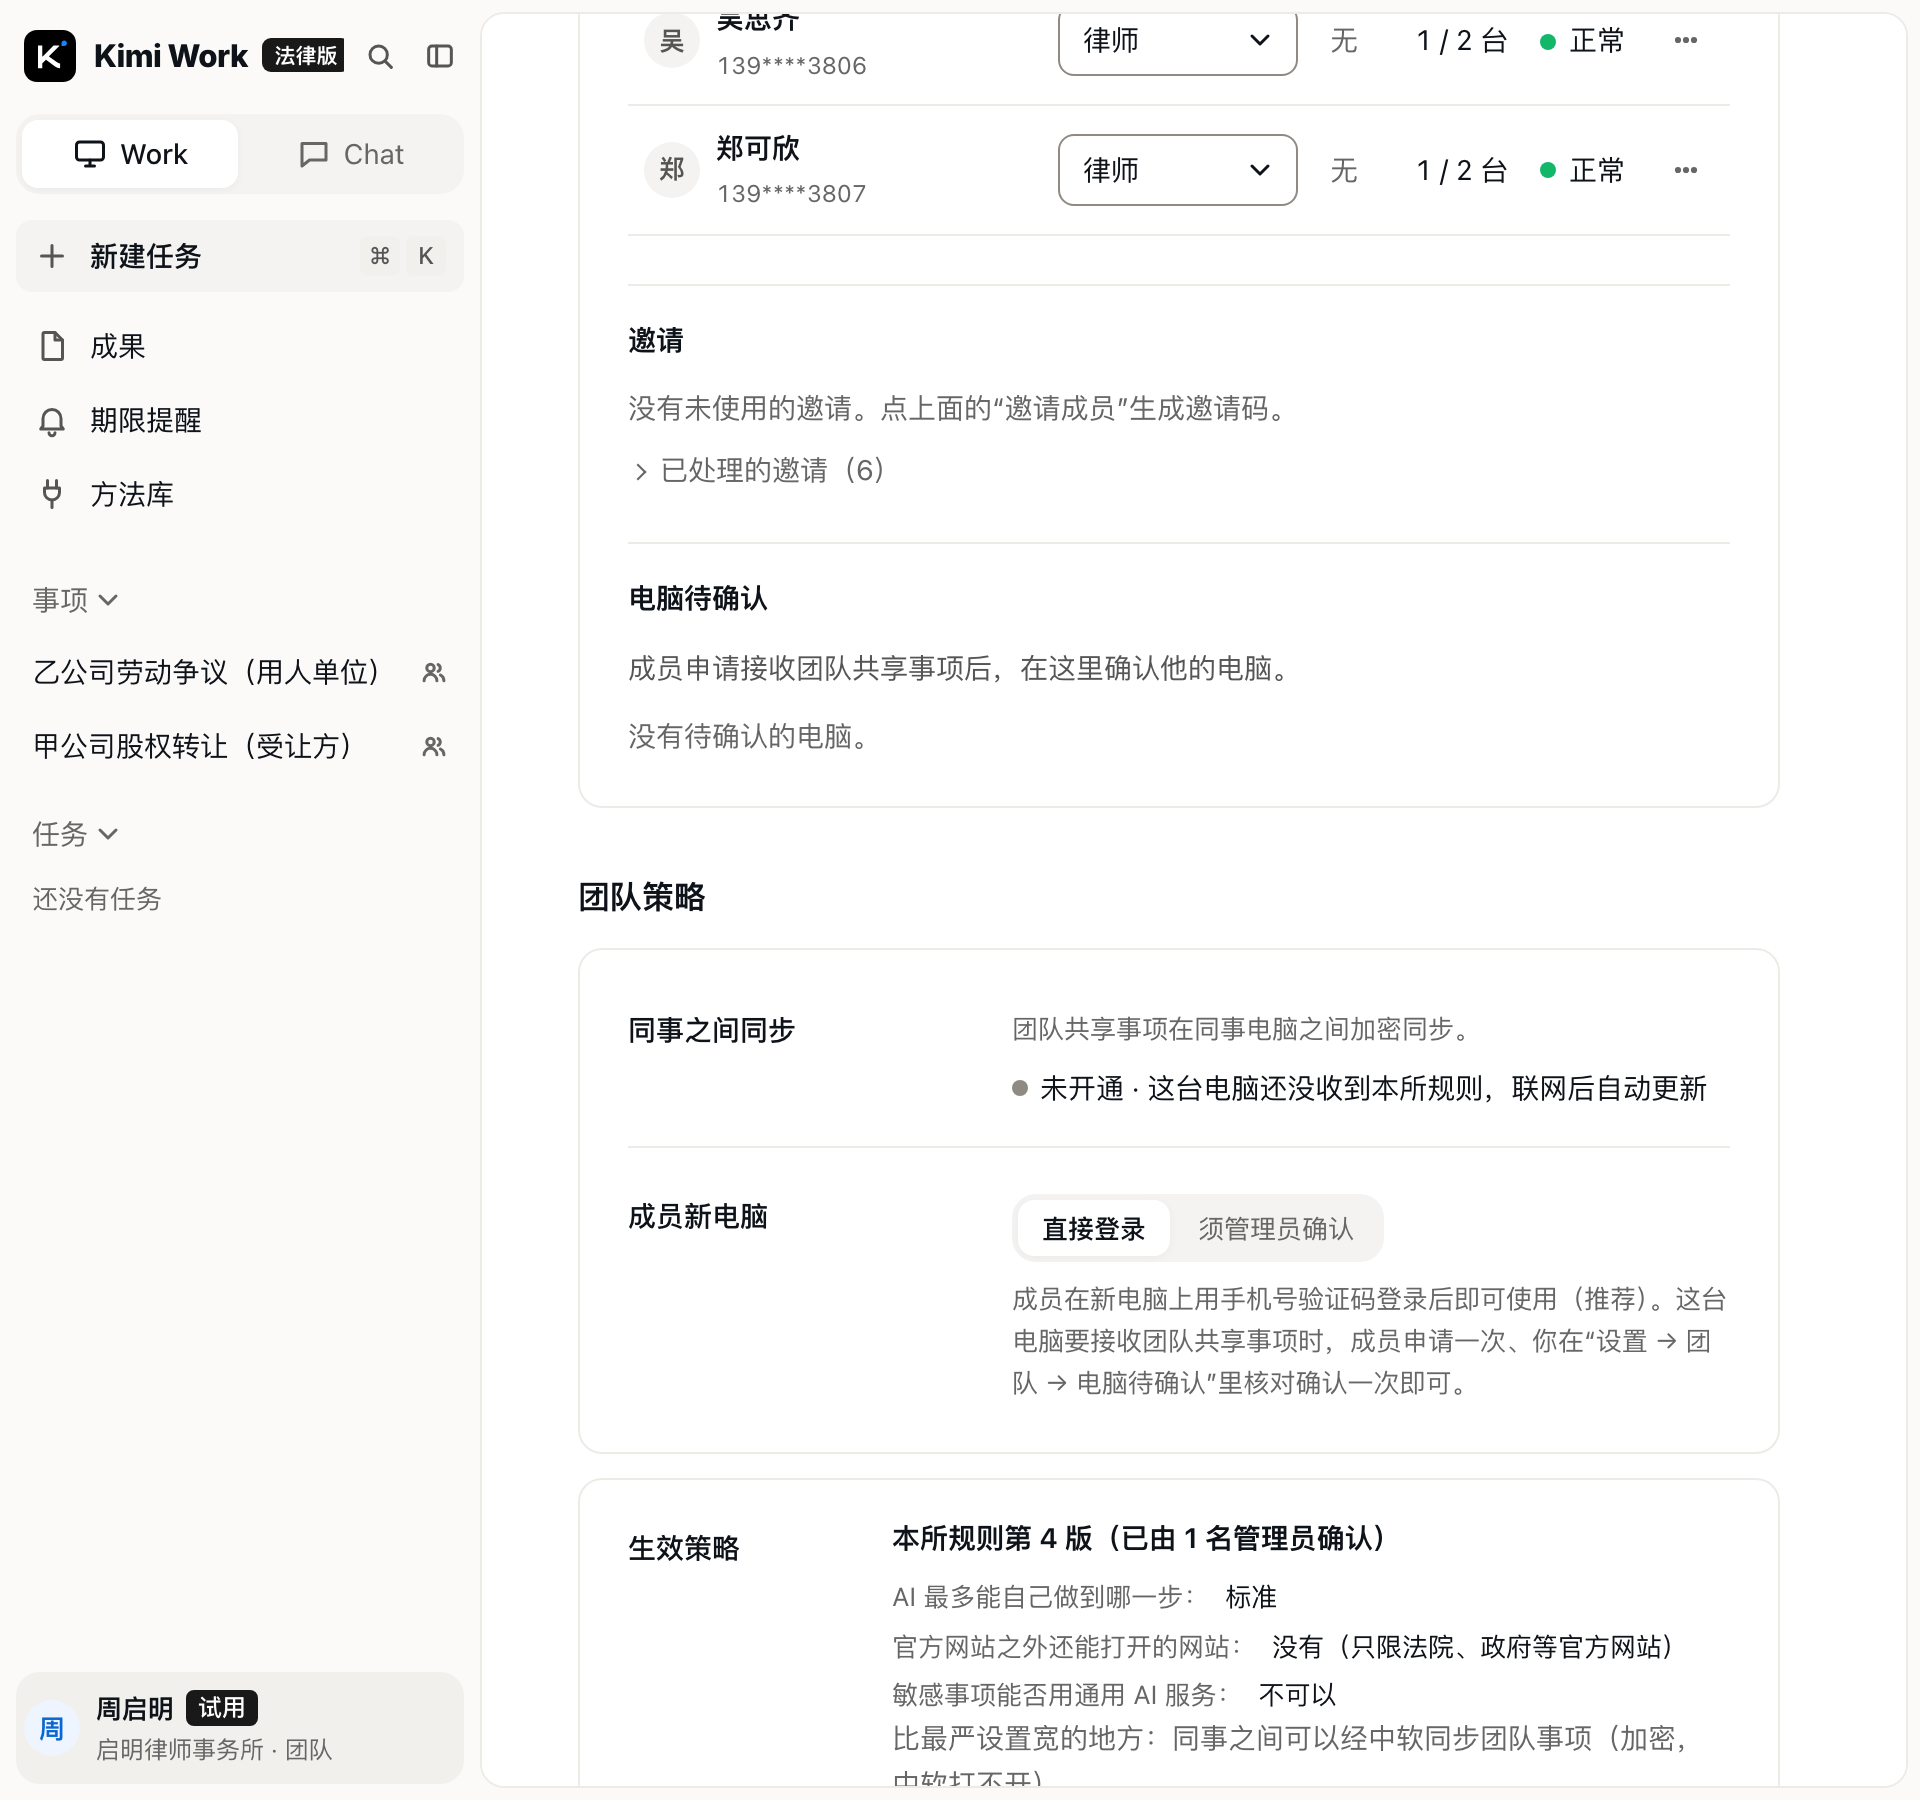 Kimi Work 法律版
Work
Chat
新建任务 ⌘ K
成果
期限提醒
方法库
事项
乙公司劳动争议（用人单位）
甲公司股权转让（受让方）
任务
还没有任务
周 周启明 试用
启明律师事务所 · 团队
吴 吴思齐 律师 无 1 / 2 台 正常
139****3806
郑 郑可欣 律师 无 1 / 2 台 正常
139****3807
邀请
没有未使用的邀请。点上面的“邀请成员”生成邀请码。
已处理的邀请（6）
电脑待确认
成员申请接收团队共享事项后，在这里确认他的电脑。
没有待确认的电脑。
团队策略
同事之间同步
团队共享事项在同事电脑之间加密同步。
未开通 · 这台电脑还没收到本所规则，联网后自动更新
成员新电脑
直接登录 须管理员确认
成员在新电脑上用手机号验证码登录后即可使用（推荐）。这台
电脑要接收团队共享事项时，成员申请一次、你在“设置 → 团
队 → 电脑待确认”里核对确认一次即可。
生效策略
本所规则第 4 版（已由 1 名管理员确认）
AI 最多能自己做到哪一步： 标准
官方网站之外还能打开的网站： 没有（只限法院、政府等官方网站）
敏感事项能否用通用 AI 服务： 不可以
比最严设置宽的地方：同事之间可以经中软同步团队事项（加密，
中软打不开）